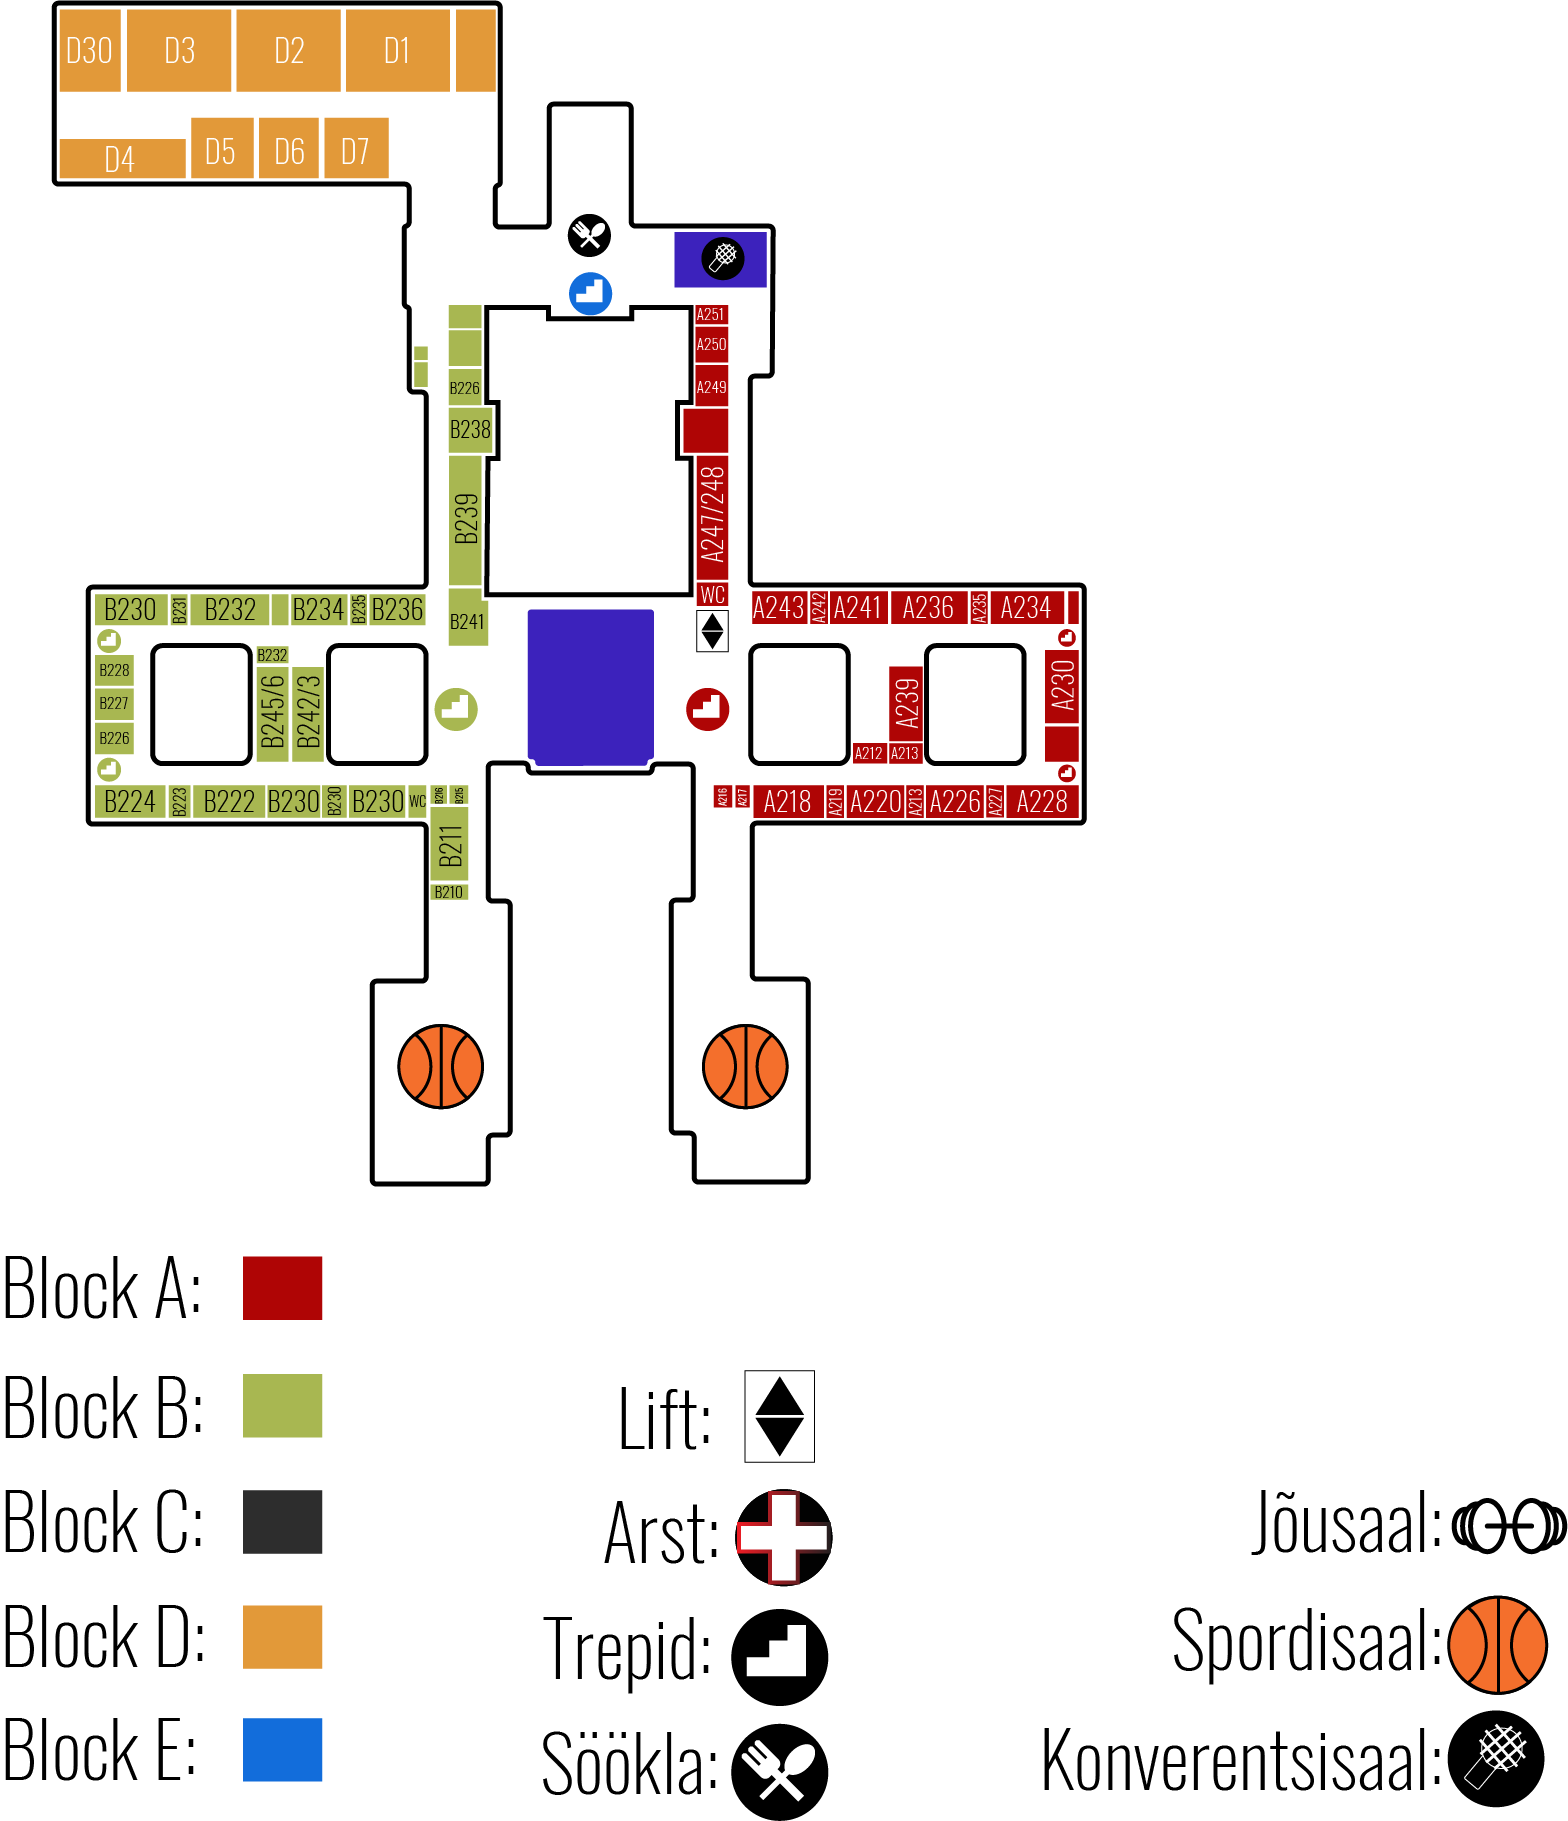 D30 D3 D2 D1
D4 D5 D6 D7
A251
A250
B226 A249
B238
B239 A247/248
WC
B230 B231 B232 B234 B235 B236 B241 A243 A242 A241 A236 A235 A234
B232
B228 B245/6 B242/3 A239 A230
B227
B226 A212 A213
B224 B223 B222 B230 B230 B230 WC B216 B215 A216 A217 A218 A219 A220 A213 A226 A227 A228
B211
B210
Block A:
Block B:
Block C:
Block D:
Block E:
Lift:
Arst:
Trepid:
Söökla:
Jõusaal:
Spordisaal:
Konverentsisaal: